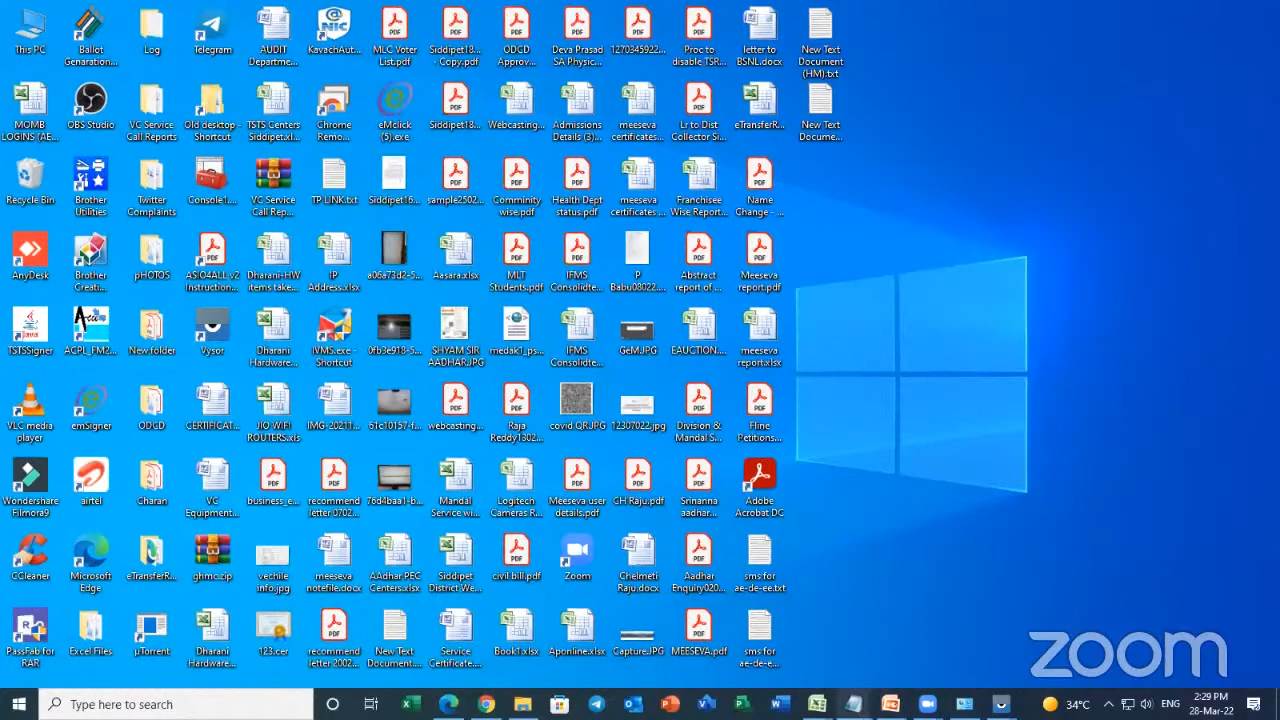 This PC
Ballot
Genaration...
Log
Telegram
AUDIT
Departme...
NIC
KavachAut...
MLC Voter
List.pdf
Siddipet18...
- Copy.pdf
ODCD
Approv...
Deva Prasad
SA Physic...
1270345922...
Proc to
disable TSR...
letter to
BSNL.docx
New Text
Document
(HM).txt
MOMB
LOGINS (AE...
OBS Studio
VC Service
Call Reports
Old desktop -
Shortcut
TSTS Centers
Siddipet.xl...
Chrome
Remo...
eMclick
(5).exe
Siddipet18...
Webcasting...
Admissions
Details (3)...
meeseva
certificates...
Lr to Dist
Collector Si...
eTransferR...
New Text
Docume...
Recycle Bin
Brother
Utilities
Twitter
Complaints
Console1....
VC Service
Call Rep...
TP LINK.txt
Siddipet16...
sample2502...
Comminity
wise.pdf
Health Dept
status.pdf
meeseva
certificates ...
Franchisee
Wise Report...
Name
Change - ...
AnyDesk
Brother
Creati...
pHOTOS
ASIO4ALL v2
Instruction...
Dharani-HW
items take...
IP
Address.xlsx
a06a73d2-5...
Aasara.xlsx
MLT
Students.pdf
IFMS
Consolidte...
P
Babu08022...
Abstract
report of ...
Meeseva
report.pdf
TSTSSigner
ACPL_FM2...
New folder
Vysor
Dharani
Hardware...
iVMS.exe -
Shortcut
0fb3e918-5...
SHYAM SIR
AADHAR.JPG
medak1_ps...
IFMS
Consolidte...
GeM.JPG
EAUCTION....
meeseva
report.xlsx
VLC media
player
emSigner
ODCD
CERTIFICAT...
JIO WIFI
ROUTERS.xls
IMG-20211...
61c10157-f...
webcasting...
Raja
Reddy1302...
covid QR.JPG
12307022.jpg
Division &
Mandal S...
Fline
Petitions...
Wondershare
Filmora9
airtel
Charan
VC
Equipment...
business_e...
recommend
letter 0702...
76d4baa1-b...
Mandal
Service wi...
Logitech
Cameras R...
Meeseva user
details.pdf
CH Raju.pdf
Srinanna
aadhar...
Adobe
Acrobat DC
CCleaner
Microsoft
Edge
eTransferR...
ghmc.zip
vechile
info.jpg
meeseva
notefile.docx
AAdhar PEC
Centers.xlsx
Siddipet
District We...
civil bill.pdf
Zoom
Chelmeti
Raju.docx
Aadhar
Enquiry020...
sms for
ae-de-ee.txt
PassFab for
RAR
Excel Files
µTorrent
Dharani
Hardware...
123.cer
recommend
letter 2002...
New Text
Document....
Service
Certificate....
Book1.xlsx
Aponline.xlsx
Capture.JPG
MEESEVA.pdf
sms for
ae-de-e...
zoom
Type here to search
34°C
ENG
2:29 PM
28-Mar-22